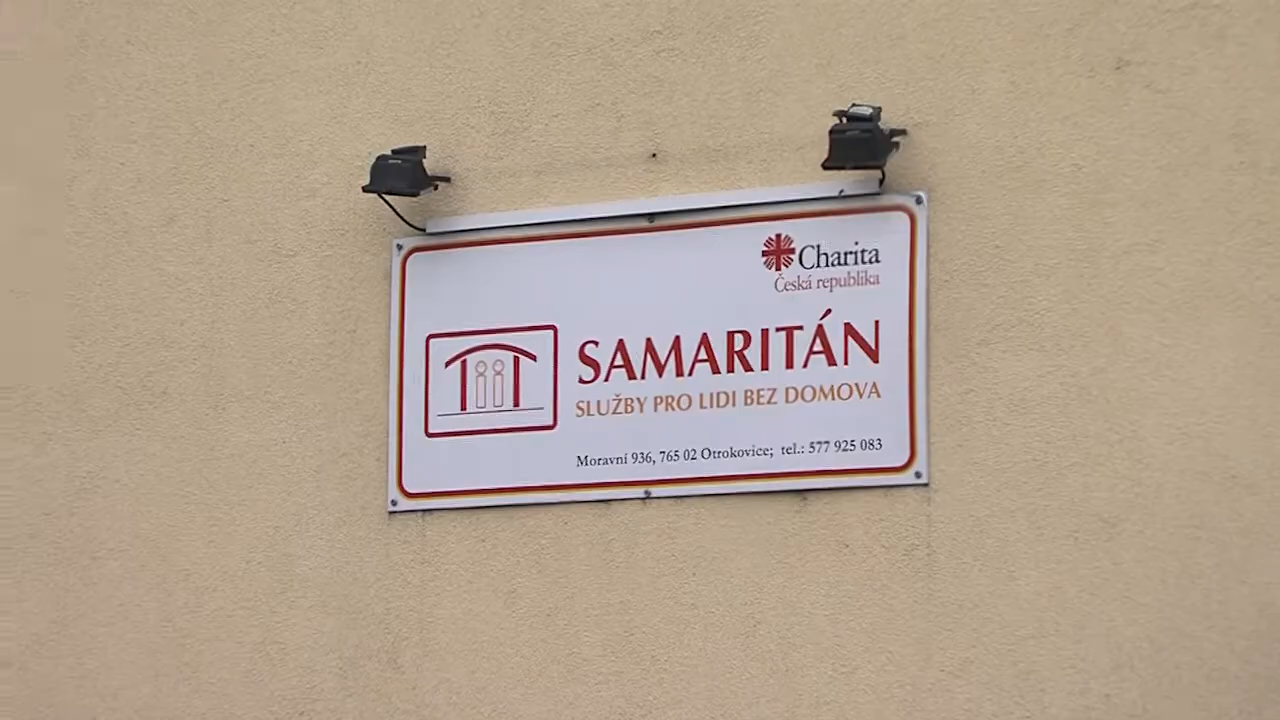 Charita
Česká republika
SAMARITÁN
SLUŽBY PRO LIDI BEZ DOMOVA
Moravní 936, 765 02 Otrokovice; tel.: 577 925 083